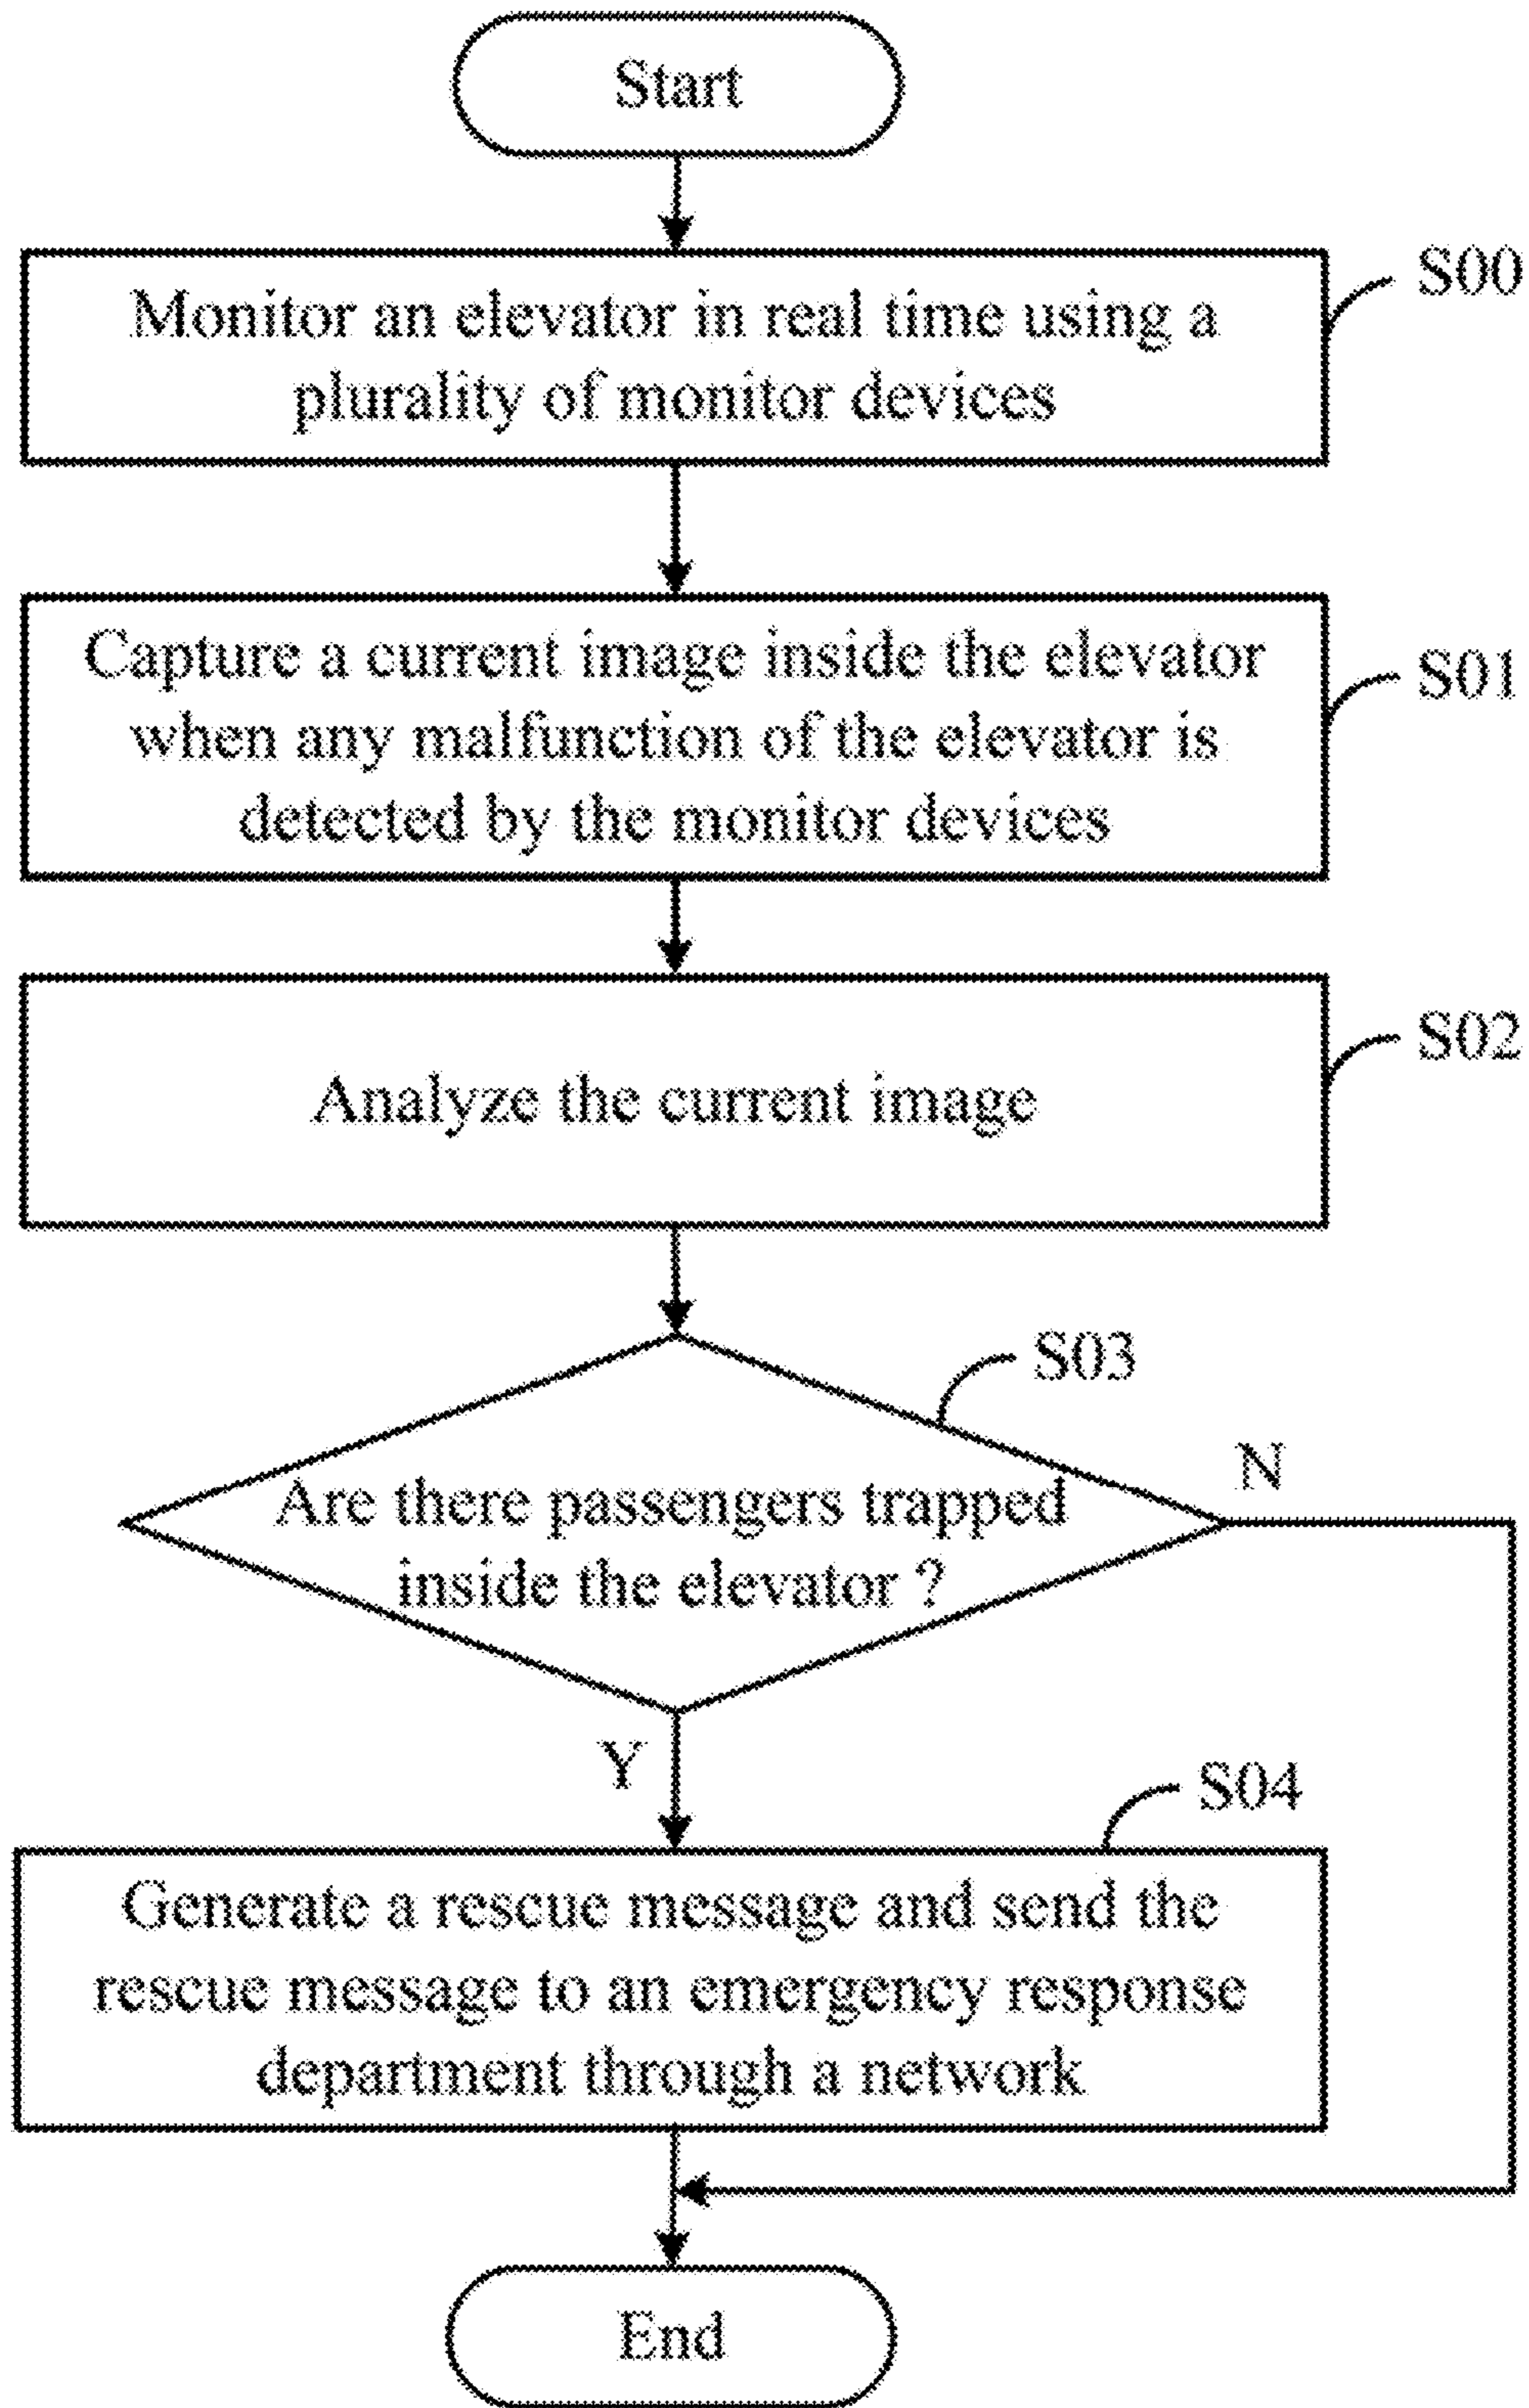 Start
S00
Monitor an elevator in real time using a
plurality of monitor devices
Capture a current image inside the elevator
when any malfunction of the elevator is
detected by the monitor devices
S01
S02
Analyze the current image
S03
N
Are there passengers trapped
inside the elevator ?
Y
S04
Generate a rescue message and send the
rescue message to an emergency response
department through a network
End